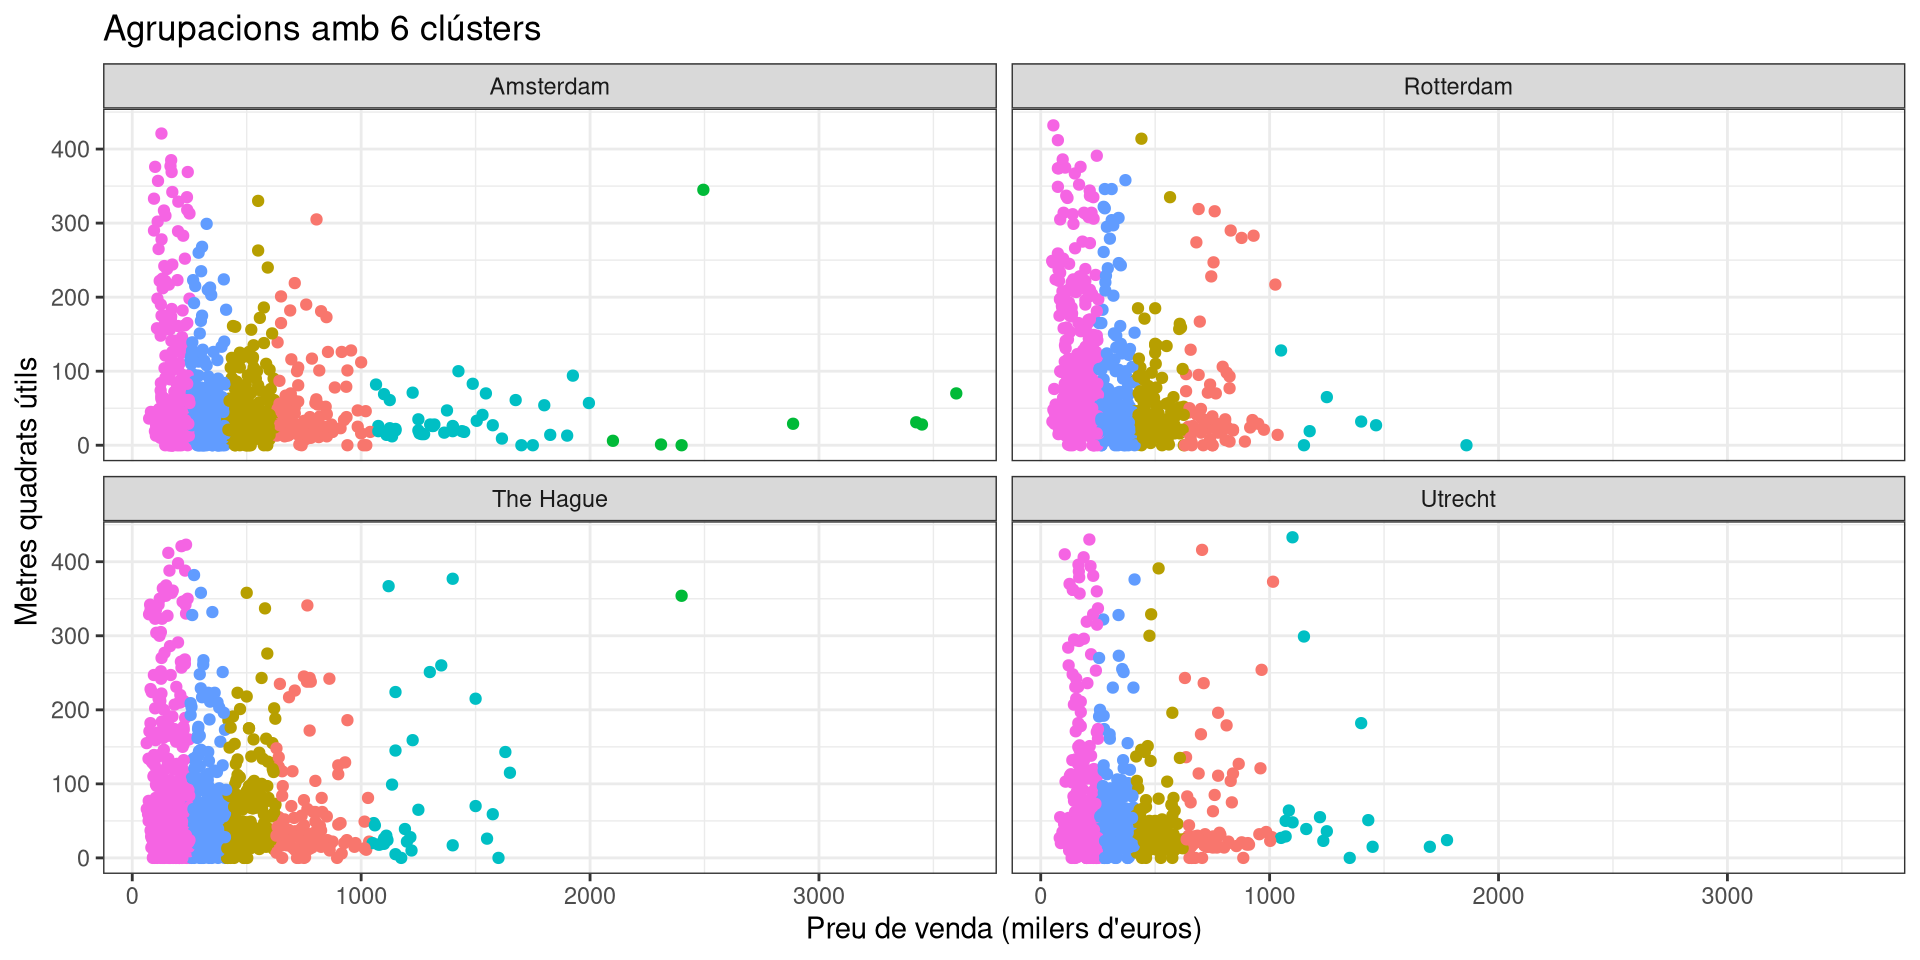 Agrupacions amb 6 clústers
Amsterdam
Rotterdam
400
300
200
100
0
The Hague
Utrecht
400
300
200
100
0
0 1000 2000 3000
0 1000 2000 3000
Metres quadrats útils
Preu de venda (milers d'euros)